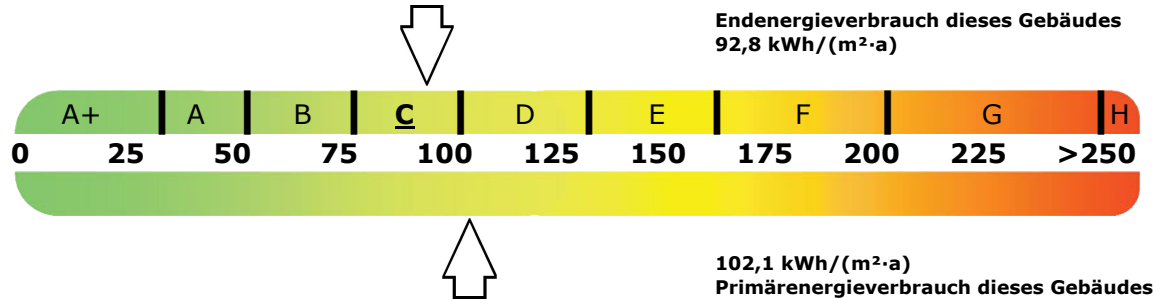 Endenergieverbrauch dieses Gebäudes
92,8 kWh/(m²·a)
A+ A B C D E F G H
0 25 50 75 100 125 150 175 200 225 >250
102,1 kWh/(m²·a)
Primärenergieverbrauch dieses Gebäudes